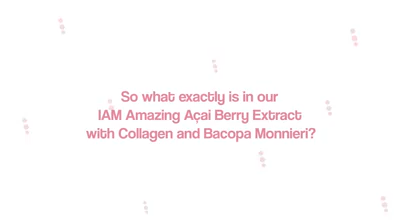 So what exactly is in our
IAM Amazing Açai Berry Extract
with Collagen and Bacopa Monnieri?